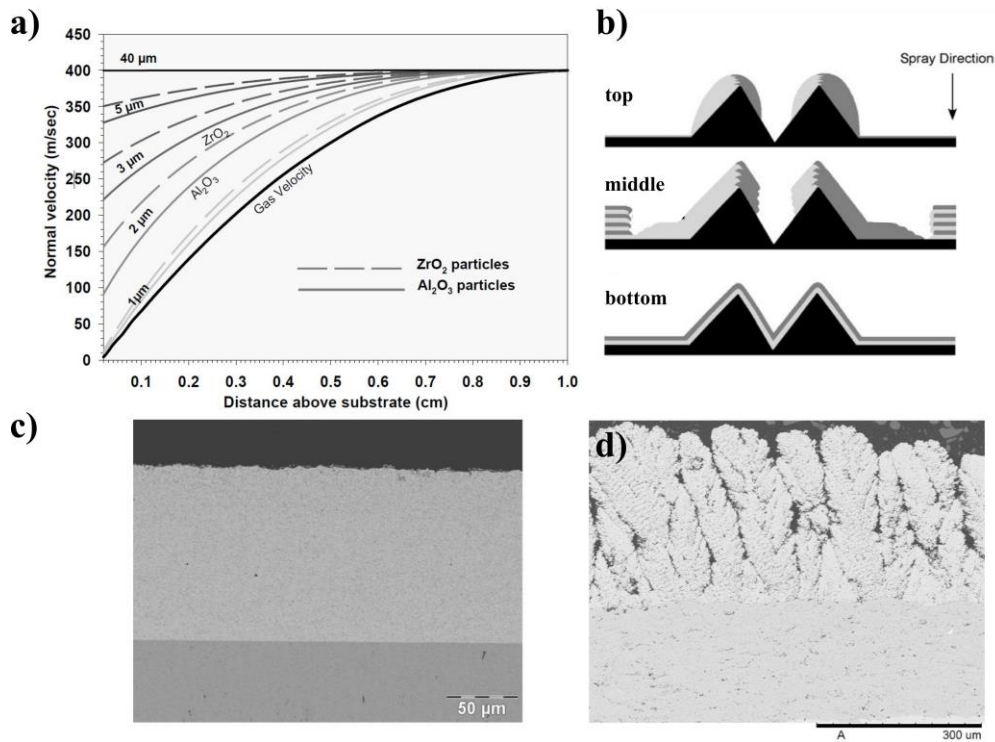 a)
450
400
350
300
250
200
150
100
50
0
Normal velocity (m/sec)
40 µm
5 µm
3 µm
2 µm
1µm
ZrO2
Al2O3
Gas Velocity
ZrO2 particles
Al2O3 particles
0.1 0.2 0.3 0.4 0.5 0.6 0.7 0.8 0.9 1.0
Distance above substrate (cm)
b)
Spray Direction
top
middle
bottom
c)
50 µm
d)
A 300 um